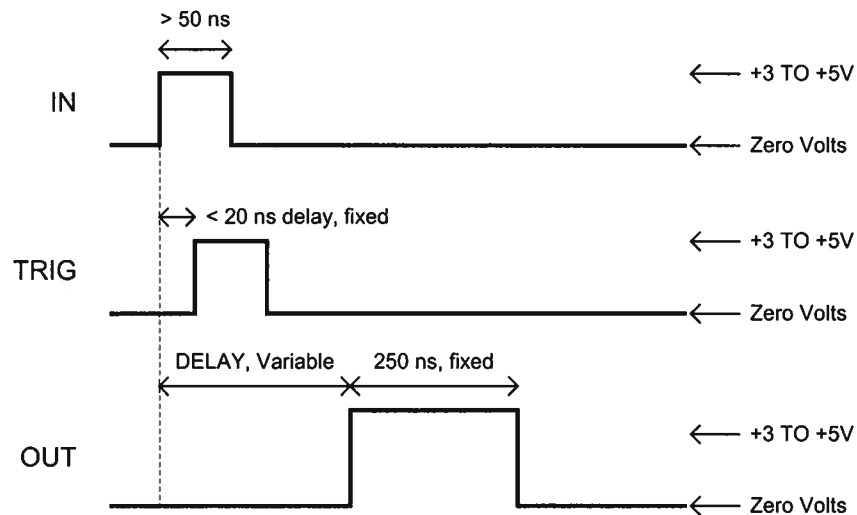 > 50 ns
IN
+3 TO +5V
Zero Volts
< 20 ns delay, fixed
TRIG
+3 TO +5V
Zero Volts
DELAY, Variable
250 ns, fixed
OUT
+3 TO +5V
Zero Volts